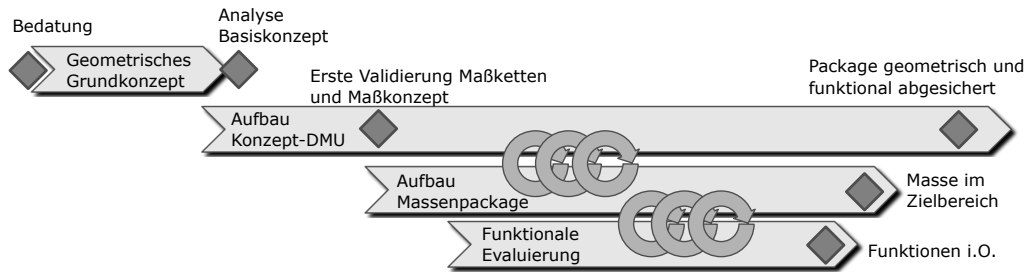 Bedatung
Analyse
Basiskonzept
Geometrisches
Grundkonzept
Erste Validierung Maßketten
und Maßkonzept
Package geometrisch und
funktional abgesichert
Aufbau
Konzept-DMU
Aufbau
Massenpackage
Masse im
Zielbereich
Funktionale
Evaluierung
Funktionen i.O.